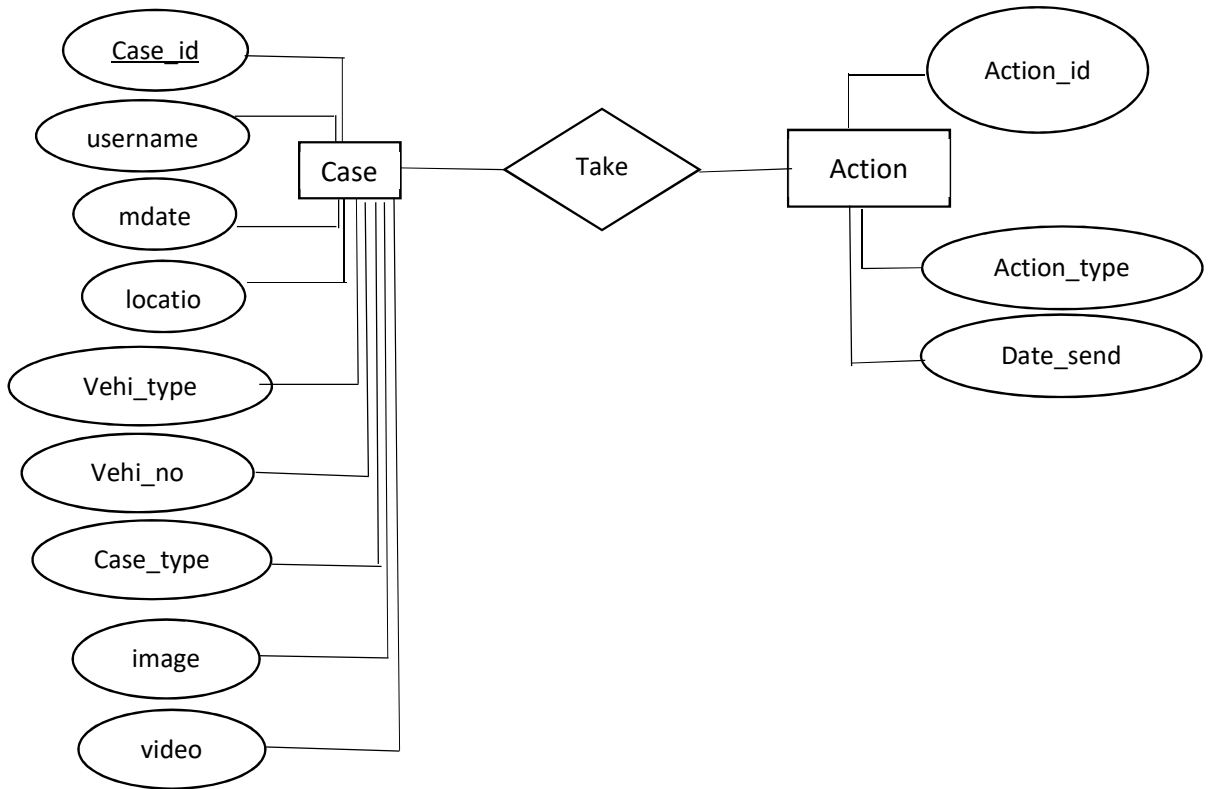 Case_id
username
mdate
locatio
Vehi_type
Vehi_no
Case_type
image
video
Case
Take
Action
Action_id
Action_type
Date_send